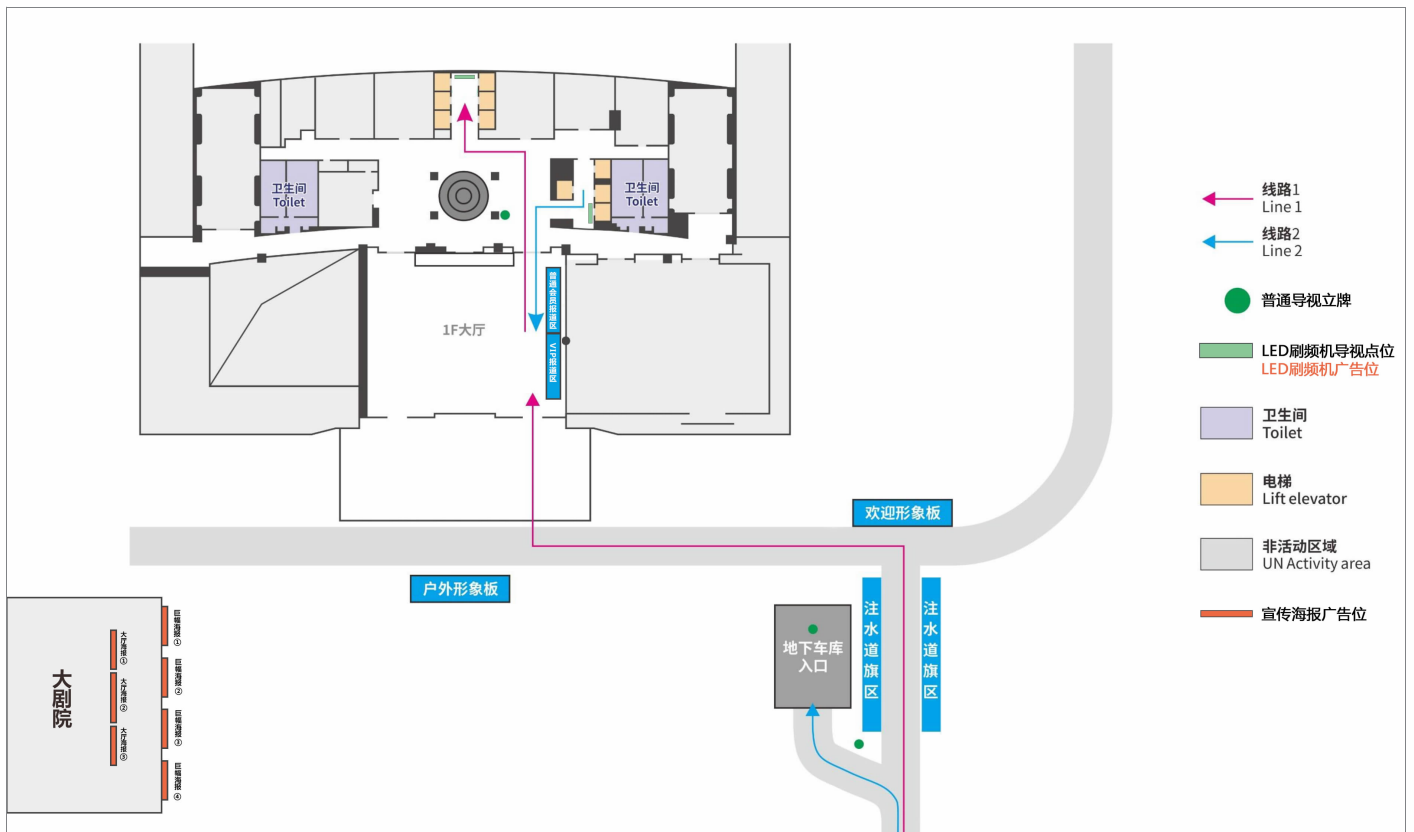 卫生间
Toilet
卫生间
Toilet
普通会员报道区
1F大厅
VIP报道区
欢迎形象板
户外形象板
注水道旗区
注水道旗区
地下车库
入口
大剧院
大厅海报①
大厅海报②
大厅海报③
巨幅海报①
巨幅海报②
巨幅海报③
巨幅海报④
线路1
Line 1
线路2
Line 2
普通导视立牌
LED刷频机导视点位
LED刷频机广告位
卫生间
Toilet
电梯
Lift elevator
非活动区域
UN Activity area
宣传海报广告位